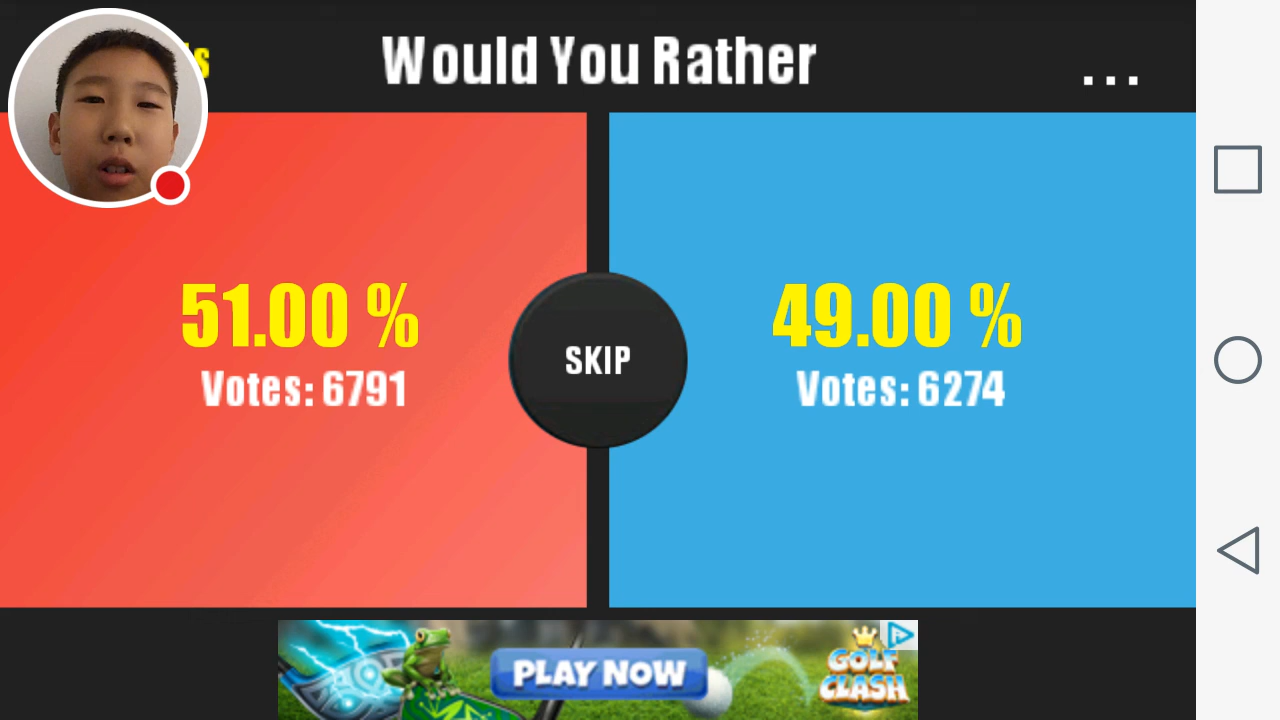 Would You Rather
...
51.00 %
Votes: 6791
SKIP
49.00 %
Votes: 6274
PLAY NOW
GOLF
CLASH